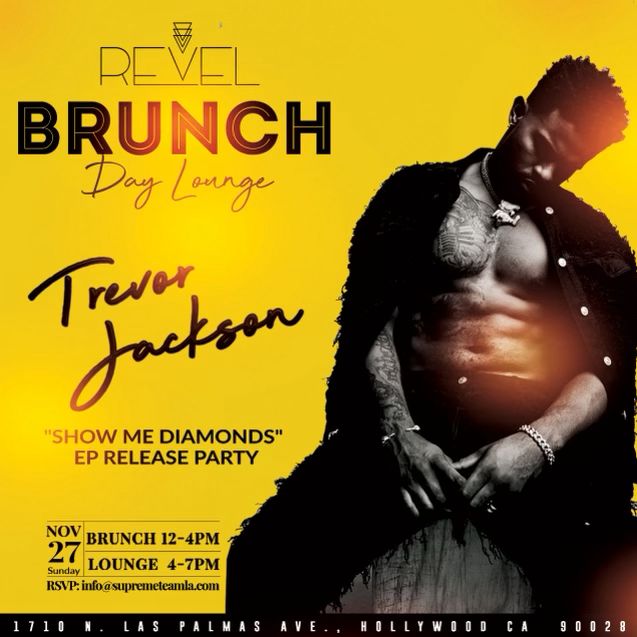 REVEL
BRUNCH
Day Lounge
Trevor
Jackson
"SHOW ME DIAMONDS"
EP RELEASE PARTY
NOV
27
Sunday
BRUNCH 12-4PM
LOUNGE 4-7PM
RSVP: info@supremeteamla.com
1710 N. LAS PALMAS AVE., HOLLYWOOD CA 90028